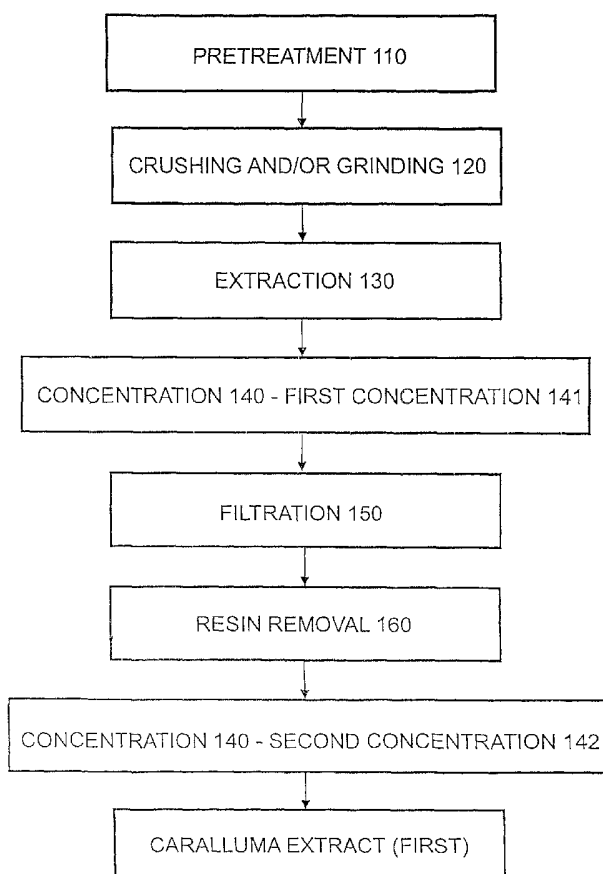 PRETREATMENT 110
CRUSHING AND/OR GRINDING 120
EXTRACTION 130
CONCENTRATION 140 - FIRST CONCENTRATION 141
FILTRATION 150
RESIN REMOVAL 160
CONCENTRATION 140 - SECOND CONCENTRATION 142
CARALLUMA EXTRACT (FIRST)